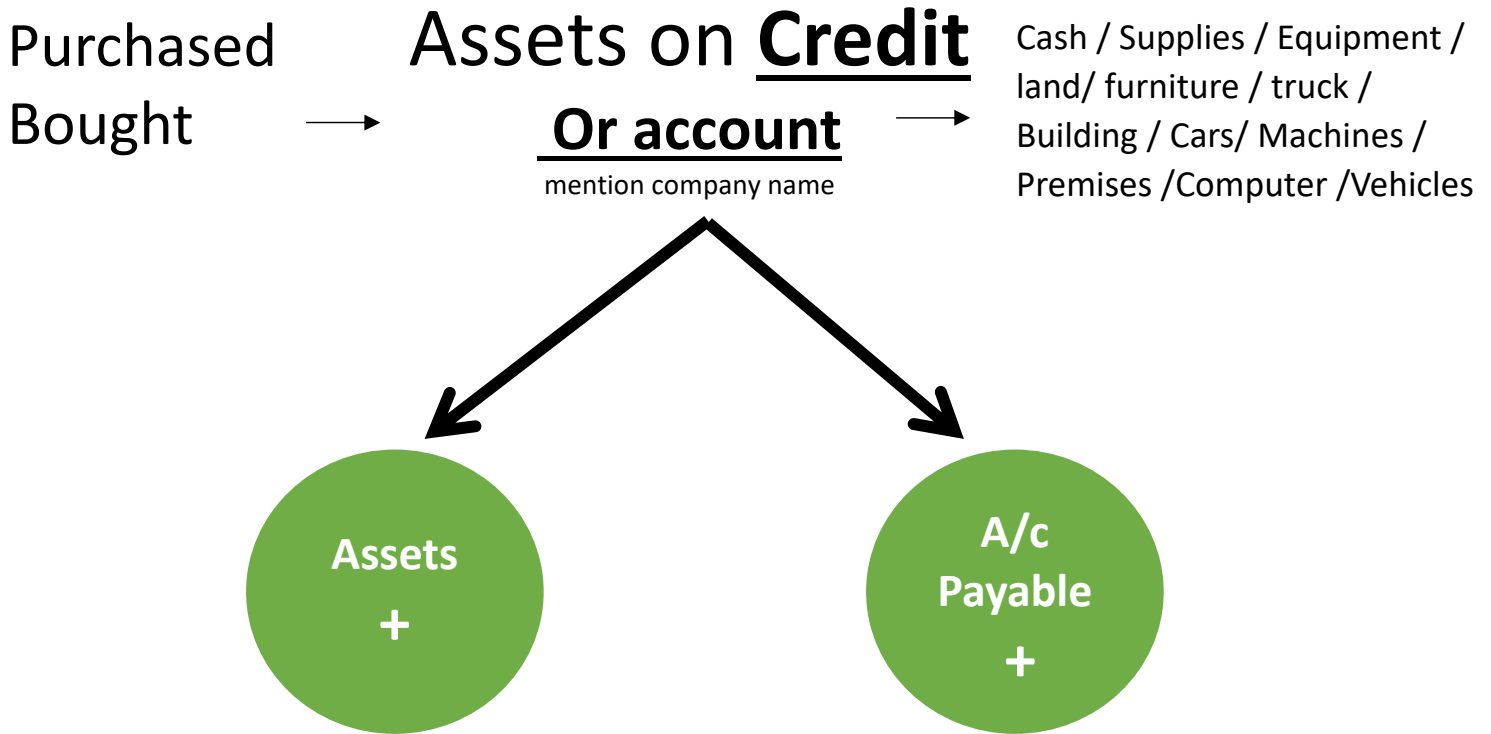 Purchased
Bought
Assets on Credit
Or account
mention company name
Cash / Supplies / Equipment /
land/ furniture / truck /
Building / Cars/ Machines /
Premises /Computer /Vehicles
Assets
+
A/c
Payable
+